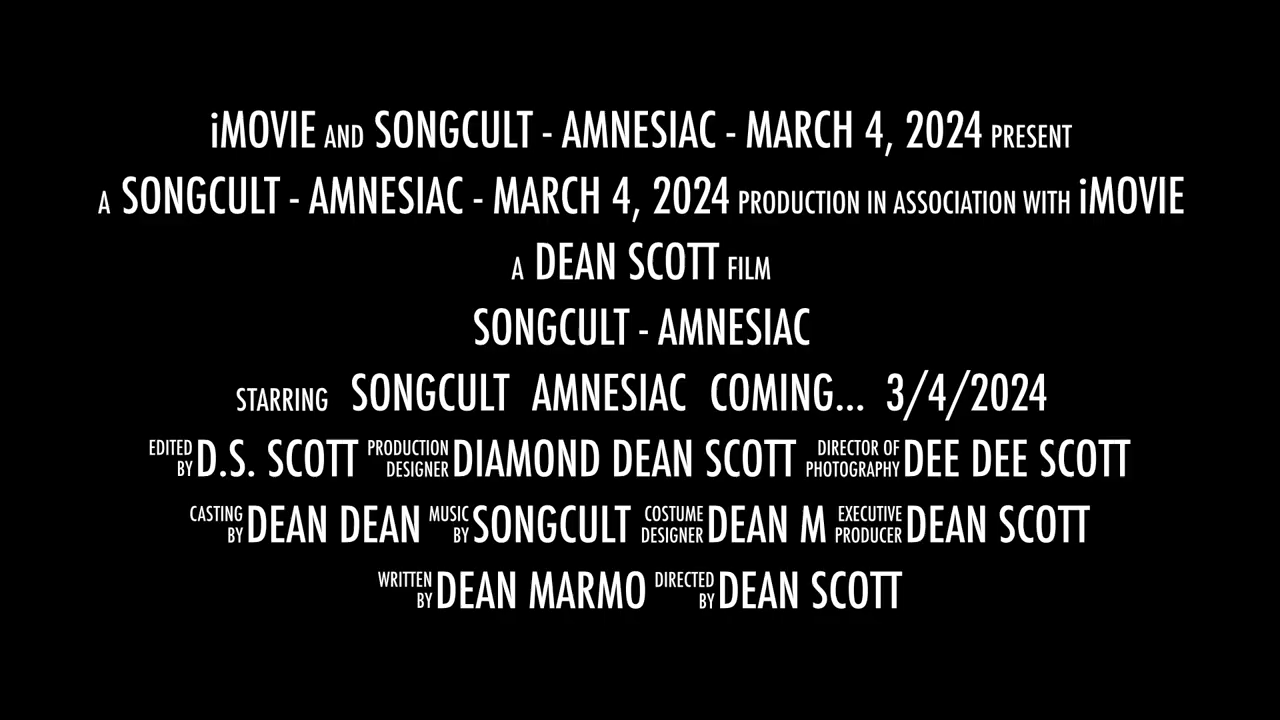 iMOVIE AND SONGCULT - AMNESIAC - MARCH 4, 2024 PRESENT
A SONGCULT - AMNESIAC - MARCH 4, 2024 PRODUCTION IN ASSOCIATION WITH iMOVIE
A DEAN SCOTT FILM
SONGCULT - AMNESIAC
STARRING SONGCULT AMNESIAC COMING... 3/4/2024
EDITED BY D.S. SCOTT PRODUCTION DESIGNER DIAMOND DEAN SCOTT DIRECTOR OF PHOTOGRAPHY DEE DEE SCOTT
CASTING BY DEAN DEAN MUSIC BY SONGCULT COSTUME DESIGNER DEAN M EXECUTIVE PRODUCER DEAN SCOTT
WRITTEN BY DEAN MARMO DIRECTED BY DEAN SCOTT